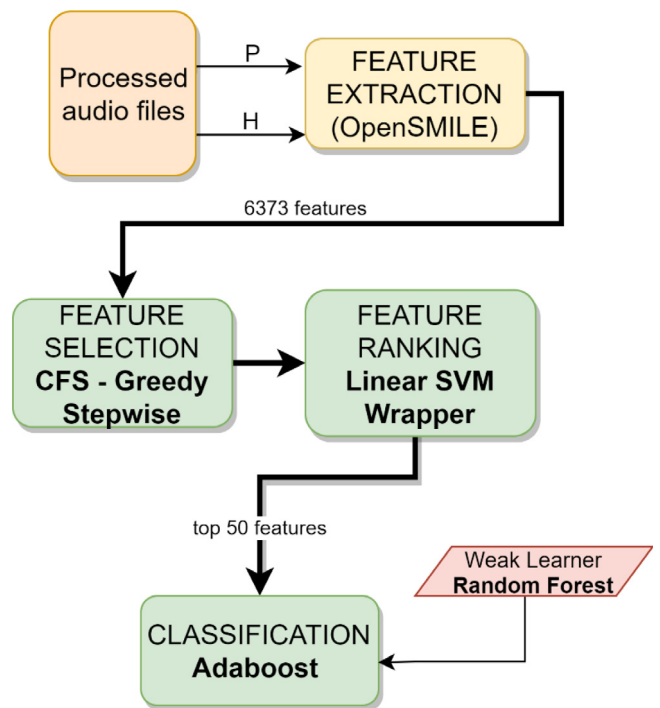 Processed
audio files
P
H
FEATURE
EXTRACTION
(OpenSMILE)
6373 features
FEATURE
SELECTION
CFS - Greedy
Stepwise
FEATURE
RANKING
Linear SVM
Wrapper
top 50 features
Weak Learner
Random Forest
CLASSIFICATION
Adaboost